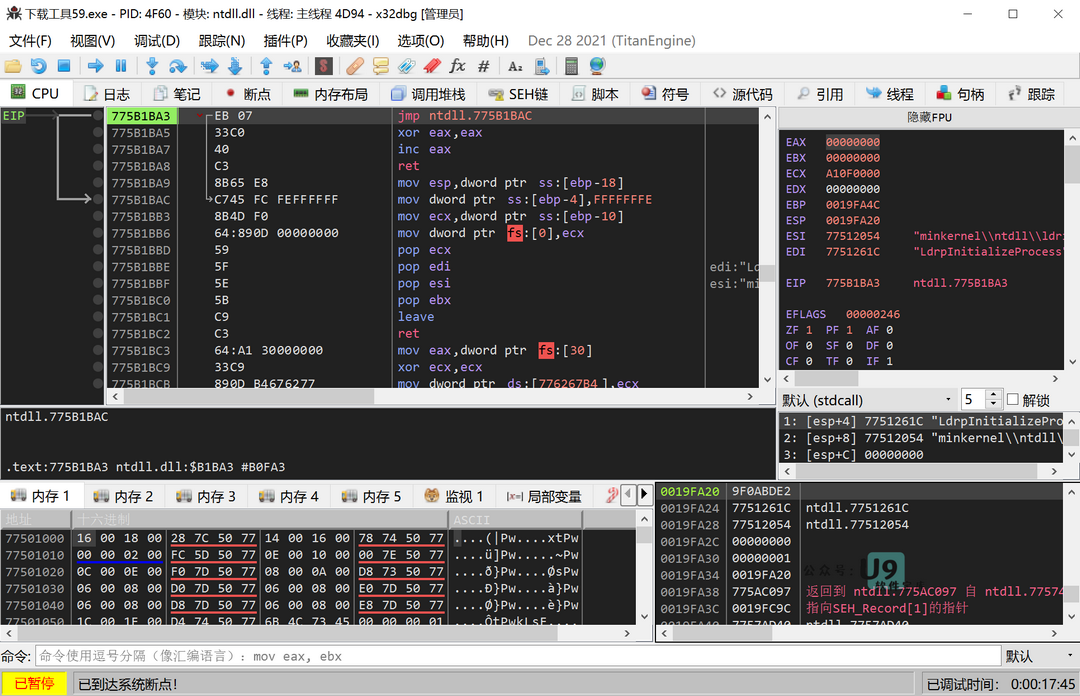 下载工具59.exe - PID: 4F60 - 模块: ntdll.dll - 线程: 主线程 4D94 - x32dbg [管理员]
文件(F) 视图(V) 调试(D) 跟踪(N) 插件(P) 收藏夹(I) 选项(O) 帮助(H) Dec 28 2021 (TitanEngine)
CPU 日志 笔记 断点 内存布局 调用堆栈 SEH链 脚本 符号 源代码 引用 线程 句柄 跟踪
EIP
775B1BA3 EB 07 jmp ntdll.775B1BAC
775B1BA5 33C0 xor eax,eax
775B1BA7 40 inc eax
775B1BA8 C3 ret
775B1BA9 8B65 E8 mov esp,dword ptr ss:[ebp-18]
775B1BAC C745 FC FEFFFFFF mov dword ptr ss:[ebp-4],FFFFFFFE
775B1BB3 8B4D F0 mov ecx,dword ptr ss:[ebp-10]
775B1BB6 64:890D 00000000 mov dword ptr fs:[0],ecx
775B1BBD 59 pop ecx
775B1BBE 5F pop edi edi:"Ld
775B1BBF 5E pop esi esi:"mi
775B1BC0 5B pop ebx
775B1BC1 C9 leave
775B1BC2 C3 ret
775B1BC3 64:A1 30000000 mov eax,dword ptr fs:[30]
775B1BC9 33C9 xor ecx,ecx
775B1BCB 890D B4676277 mov dword ptr ds:[776267B4],ecx
隐藏FPU
EAX 00000000
EBX 00000000
ECX A10F0000
EDX 00000000
EBP 0019FA4C
ESP 0019FA20
ESI 77512054 "minkernel\\ntdll\\ldr
EDI 7751261C "LdrpInitializeProcess
EIP 775B1BA3 ntdll.775B1BA3
EFLAGS 00000246
ZF 1 PF 1 AF 0
OF 0 SF 0 DF 0
CF 0 TF 0 IF 1
默认 (stdcall) 5 解锁
1: [esp+4] 7751261C "LdrpInitializePro
2: [esp+8] 77512054 "minkernel\\ntdll\
3: [esp+C] 00000000
ntdll.775B1BAC
.text:775B1BA3 ntdll.dll:$B1BA3 #B0FA3
内存 1 内存 2 内存 3 内存 4 内存 5 监视 1 局部变量
地址 十六进制 ASCII
77501000 16 00 18 00 28 7C 50 77 14 00 16 00 78 74 50 77 ....(|Pw....xtPw
77501010 00 00 02 00 FC 5D 50 77 0E 00 10 00 00 7E 50 77 ....ü]Pw.....~Pw
77501020 0C 00 0E 00 F0 7D 50 77 08 00 0A 00 D8 73 50 77 ....ð}Pw....ØsPw
77501030 06 00 08 00 D0 7D 50 77 06 00 08 00 E0 7D 50 77 ....Ð}Pw....à}Pw
77501040 06 00 08 00 D8 7D 50 77 06 00 08 00 E8 7D 50 77 ....Ø}Pw....è}Pw
77501050 1C 00 1E 00 D4 74 50 77 6B 4C 73 45 00 00 00 01 ....ÔtPwkLsE....
0019FA20 9F0ABDE2
0019FA24 7751261C ntdll.7751261C
0019FA28 77512054 ntdll.77512054
0019FA2C 00000000
0019FA30 00000001
0019FA34 0019FA20
0019FA38 775AC097 返回到 ntdll.775AC097 自 ntdll.77574
0019FA3C 0019FC9C 指向SEH_Record[1]的指针
0019FA40 7757AD40 ntdll.7757AD40
公众号: U9
命令: 命令使用逗号分隔（像汇编语言）: mov eax, ebx 默认
已暂停 已到达系统断点! 已调试时间: 0:00:17:45